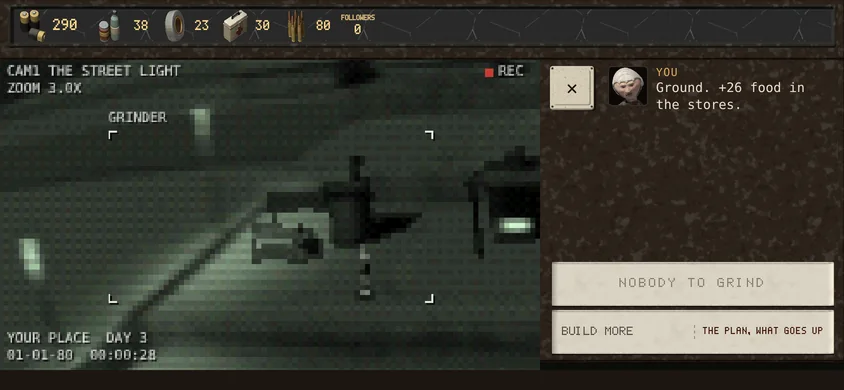 290 38 23 30 80 FOLLOWERS
0
CAM1 THE STREET LIGHT
ZOOM 3.0X
REC
GRINDER
YOUR PLACE DAY 3
01-01-80 00:00:28
×
YOU
Ground. +26 food in
the stores.
NOBODY TO GRIND
BUILD MORE
THE PLAN, WHAT GOES UP